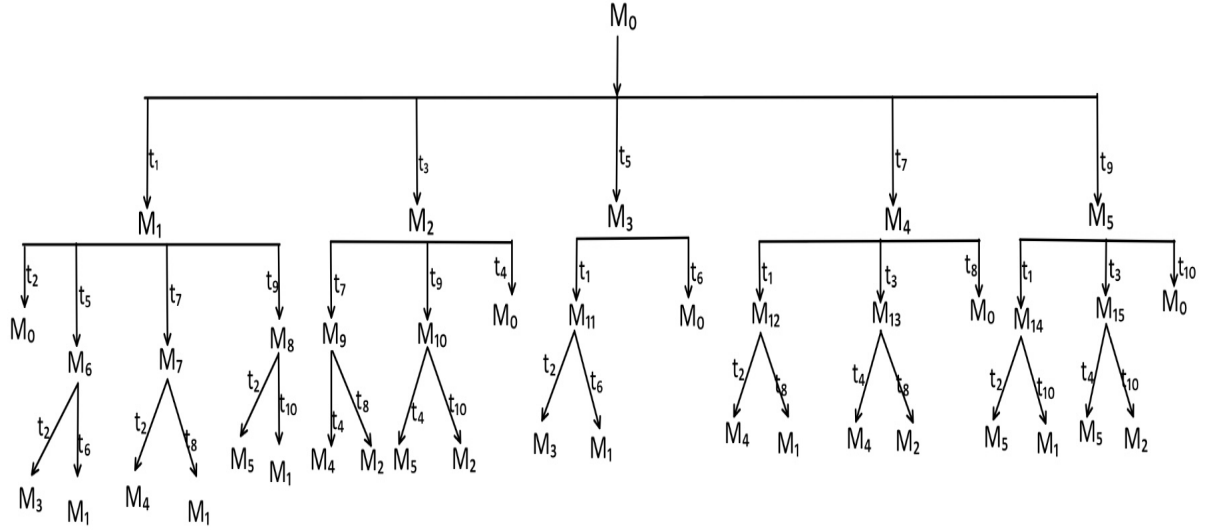 M₀
t₁ t₃ t₅ t₇ t₉
M₁ M₂ M₃ M₄ M₅
t₂ t₅ t₇ t₉ t₇ t₉ t₄ t₁ t₆ t₁ t₃ t₈ t₁ t₃ t₁₀
M₀ M₆ M₇ M₈ M₉ M₁₀ M₀ M₁₁ M₀ M₁₂ M₁₃ M₀ M₁₄ M₁₅ M₀
t₂ t₆ t₂ t₈ t₂ t₁₀ t₄ t₈ t₄ t₁₀ t₂ t₆ t₂ t₈ t₄ t₈ t₂ t₁₀ t₄ t₁₀
M₃ M₁ M₄ M₁ M₅ M₁ M₄ M₂ M₅ M₂ M₃ M₁ M₄ M₁ M₄ M₂ M₅ M₁ M₅ M₂